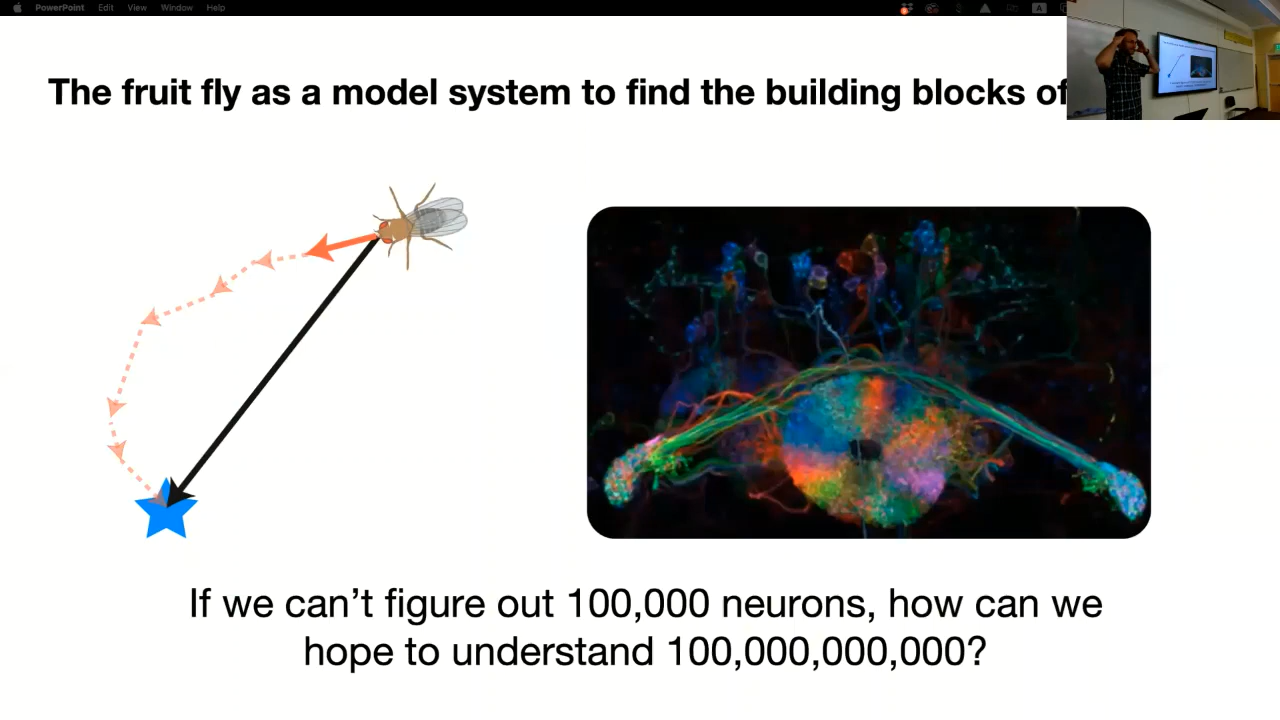 PowerPoint Edit View Window Help
A
The fruit fly as a model system to find the building blocks of
If we can’t figure out 100,000 neurons, how can we
hope to understand 100,000,000,000?